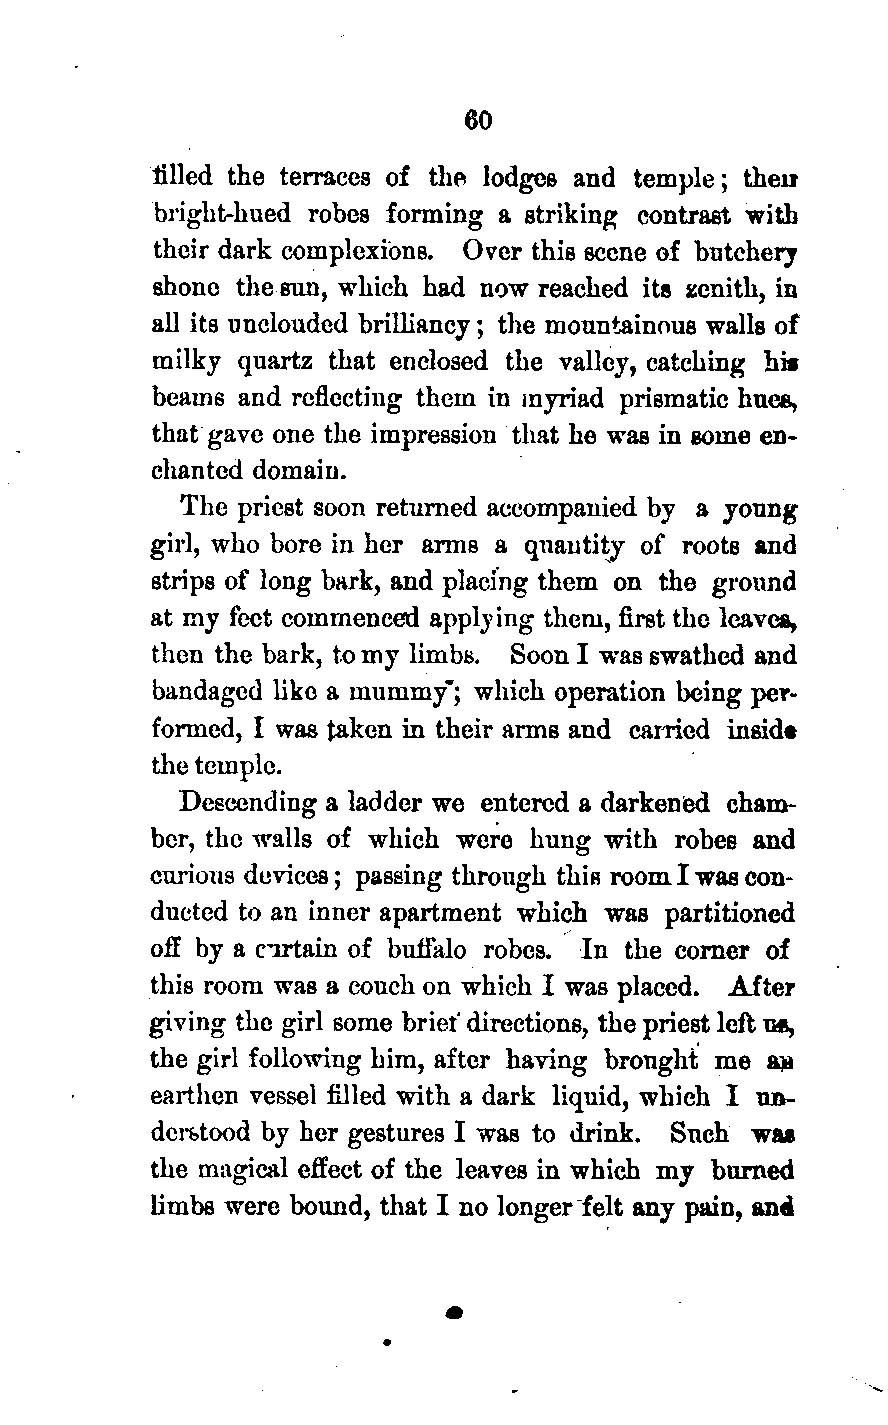 60
filled the terraces of the lodges and temple; their
bright-hued robes forming a striking contrast with
their dark complexions. Over this scene of butchery
shone the sun, which had now reached its zenith, in
all its unclouded brilliancy; the mountainous walls of
milky quartz that enclosed the valley, catching his
beams and reflecting them in myriad prismatic hues,
that gave one the impression that he was in some en-
chanted domain.
The priest soon returned accompanied by a young
girl, who bore in her arms a quantity of roots and
strips of long bark, and placing them on the ground
at my feet commenced applying them, first the leaves,
then the bark, to my limbs. Soon I was swathed and
bandaged like a mummy; which operation being per-
formed, I was taken in their arms and carried inside
the temple.
Descending a ladder we entered a darkened cham-
ber, the walls of which were hung with robes and
curious devices; passing through this room I was con-
ducted to an inner apartment which was partitioned
off by a curtain of buffalo robes. In the corner of
this room was a couch on which I was placed. After
giving the girl some brief directions, the priest left us,
the girl following him, after having brought me an
earthen vessel filled with a dark liquid, which I un-
derstood by her gestures I was to drink. Such was
the magical effect of the leaves in which my burned
limbs were bound, that I no longer felt any pain, and